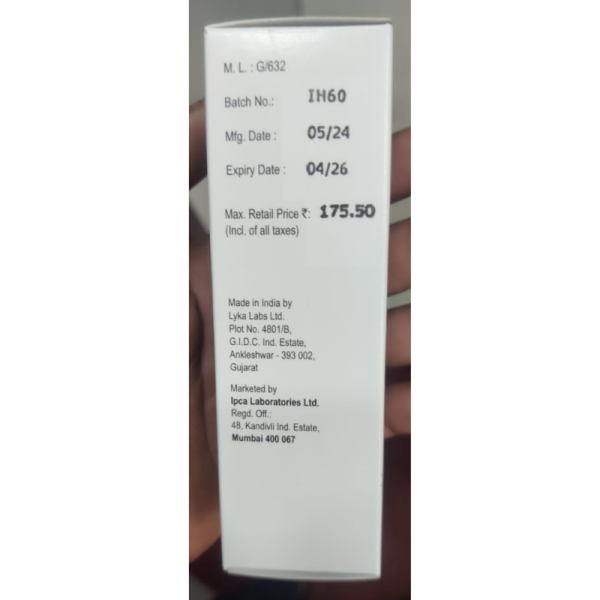 M. L. : G/632
Batch No.: IH60
Mfg. Date : 05/24
Expiry Date : 04/26
Max. Retail Price ₹: 175.50
(Incl. of all taxes)
Made in India by
Lyka Labs Ltd.
Plot No. 4801/B,
G.I.D.C. Ind. Estate,
Ankleshwar - 393 002,
Gujarat
Marketed by
Ipca Laboratories Ltd.
Regd. Off.:
48, Kandivli Ind. Estate,
Mumbai 400 067